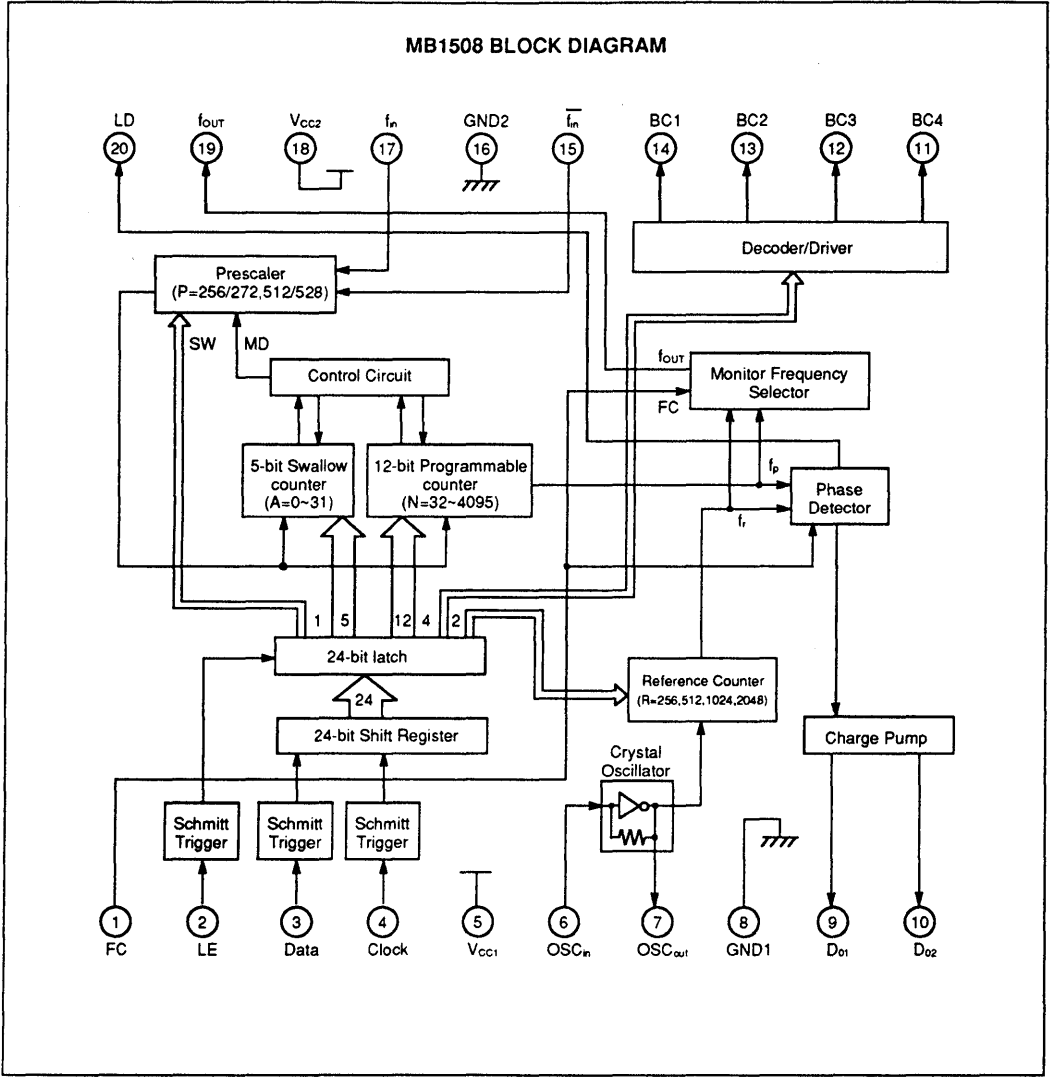 MB1508 BLOCK DIAGRAM
LD
fOUT
VCC2
fin
GND2
f̅i̅n̅
BC1
BC2
BC3
BC4
20
19
18
17
16
15
14
13
12
11
Decoder/Driver
Prescaler
(P=256/272,512/528)
SW
MD
Control Circuit
fOUT
FC
Monitor Frequency
Selector
5-bit Swallow
counter
(A=0~31)
12-bit Programmable
counter
(N=32~4095)
fp
fr
Phase
Detector
1
5
12
4
2
24-bit latch
24
24-bit Shift Register
Reference Counter
(R=256,512,1024,2048)
Charge Pump
Crystal
Oscillator
Schmitt
Trigger
Schmitt
Trigger
Schmitt
Trigger
1
2
3
4
5
6
7
8
9
10
FC
LE
Data
Clock
VCC1
OSCin
OSCout
GND1
DO1
DO2